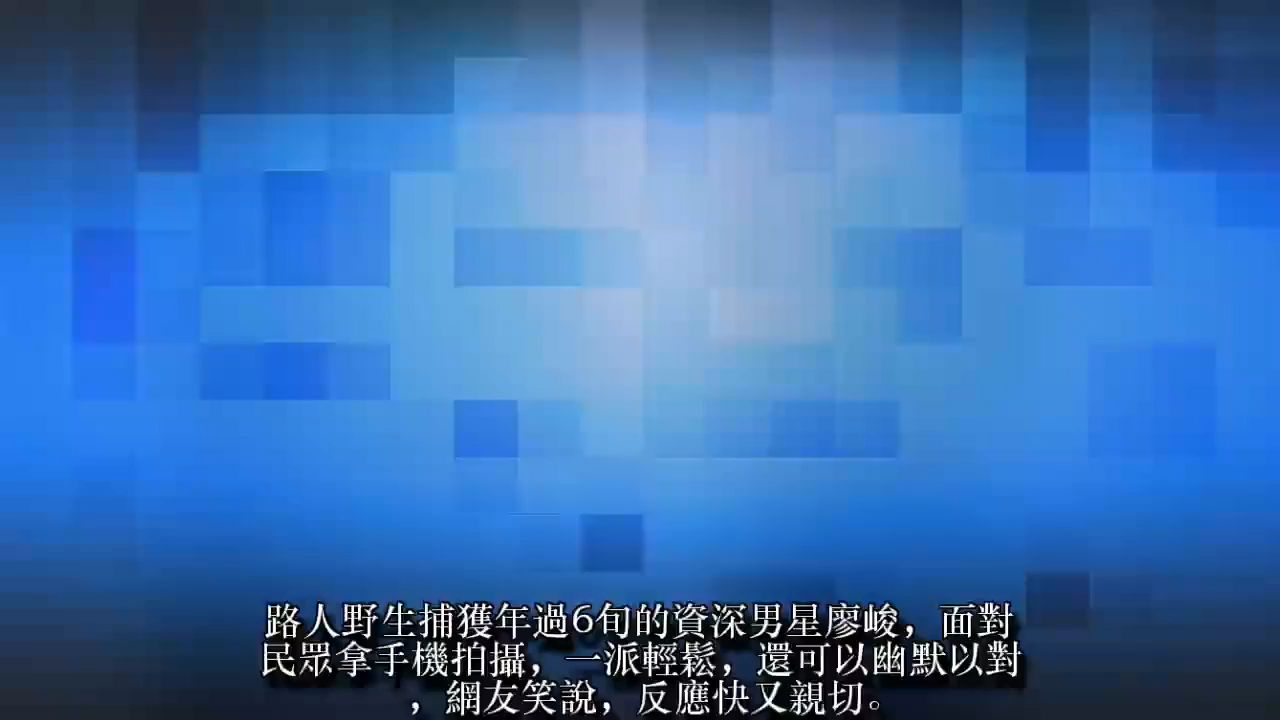 路人野生捕獲年過6旬的資深男星廖峻，面對
民眾拿手機拍攝，一派輕鬆，還可以幽默以對
，網友笑說，反應快又親切。